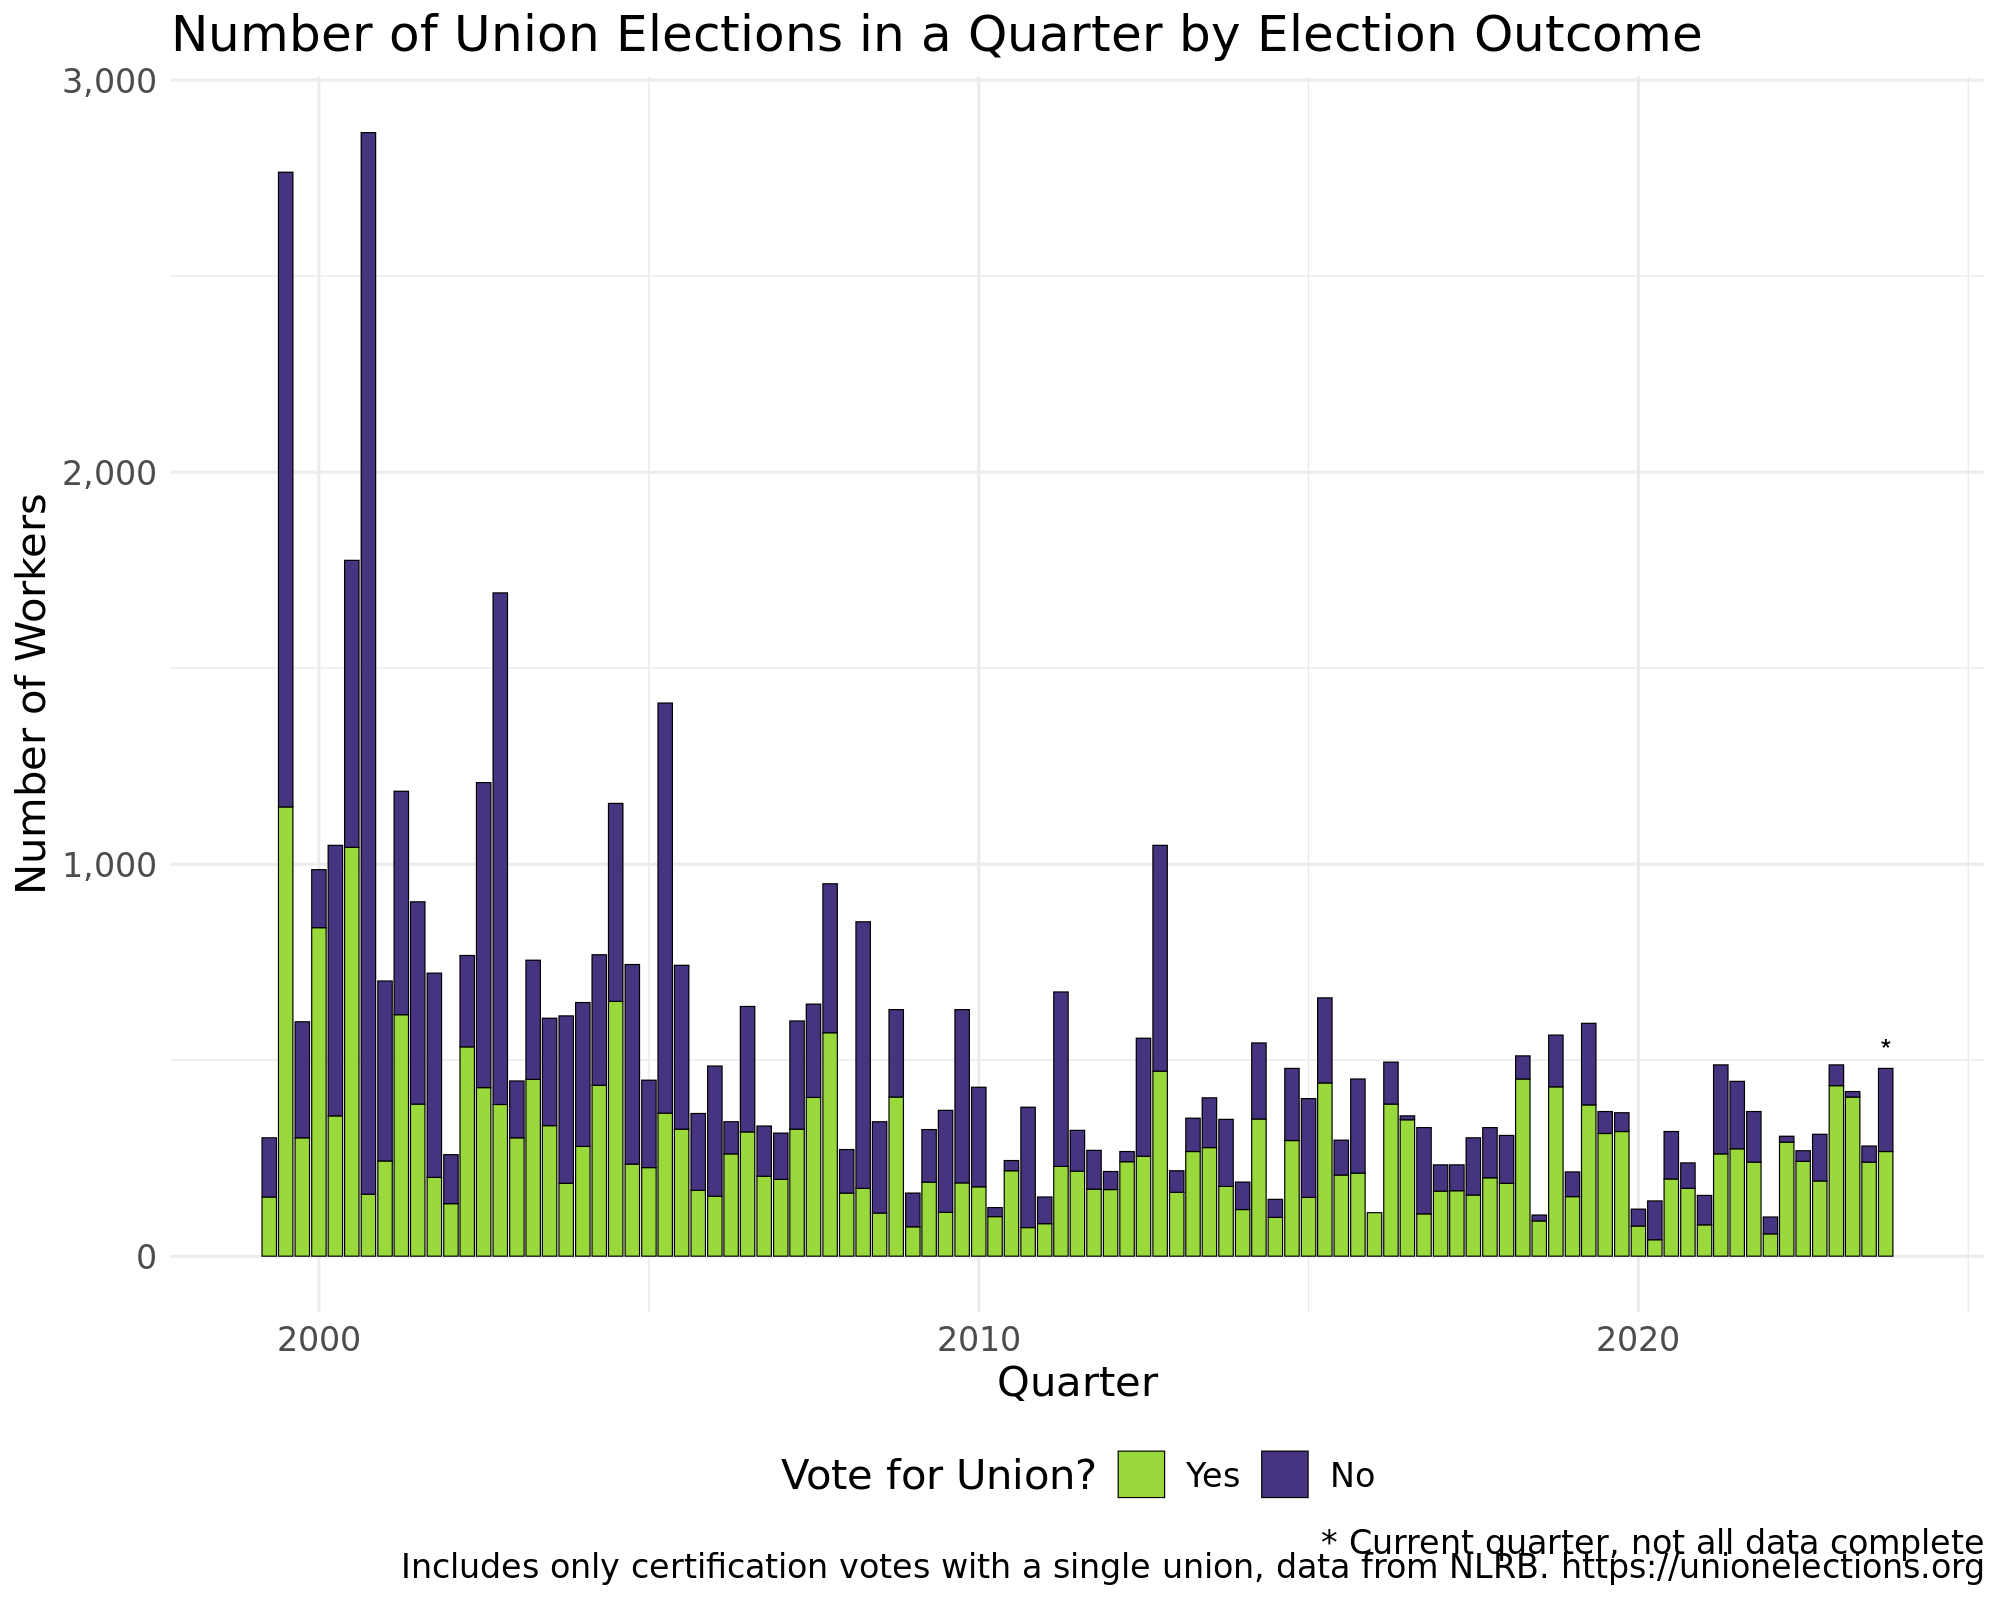 Number of Union Elections in a Quarter by Election Outcome
3,000
2,000
1,000
0
Number of Workers
*
2000
2010
2020
Quarter
Vote for Union?
Yes
No
* Current quarter, not all data complete
Includes only certification votes with a single union, data from NLRB. https://unionelections.org